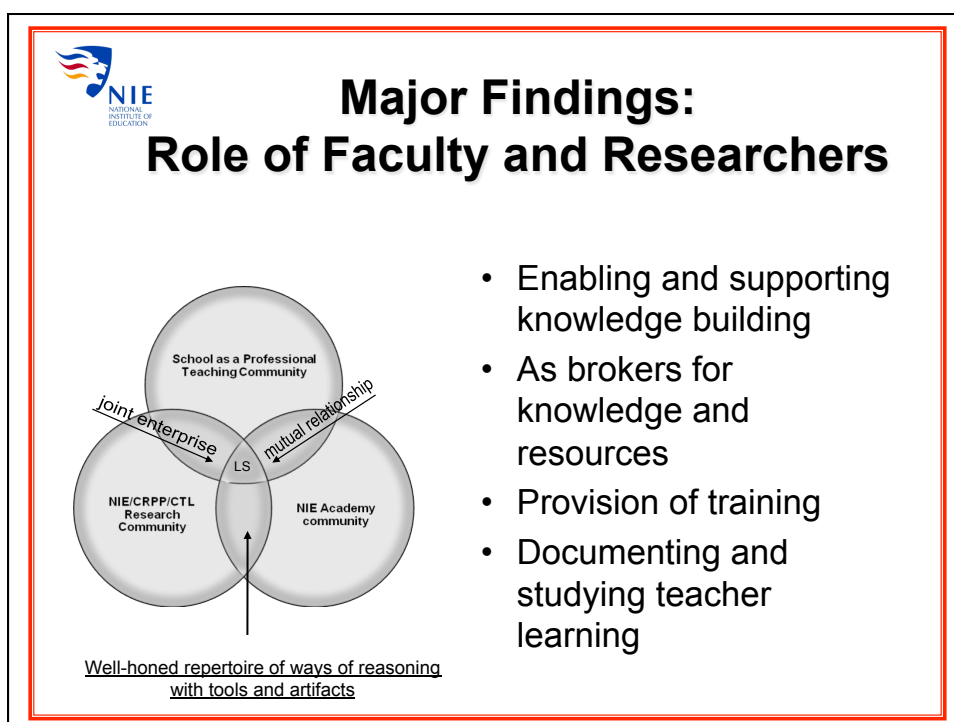 NIE
NATIONAL
INSTITUTE OF
EDUCATION
Major Findings:
Role of Faculty and Researchers
School as a Professional
Teaching Community
joint enterprise
mutual relationship
LS
NIE/CRPP/CTL
Research
Community
NIE Academy
community
Well-honed repertoire of ways of reasoning
with tools and artifacts
• Enabling and supporting
knowledge building
• As brokers for
knowledge and
resources
• Provision of training
• Documenting and
studying teacher
learning